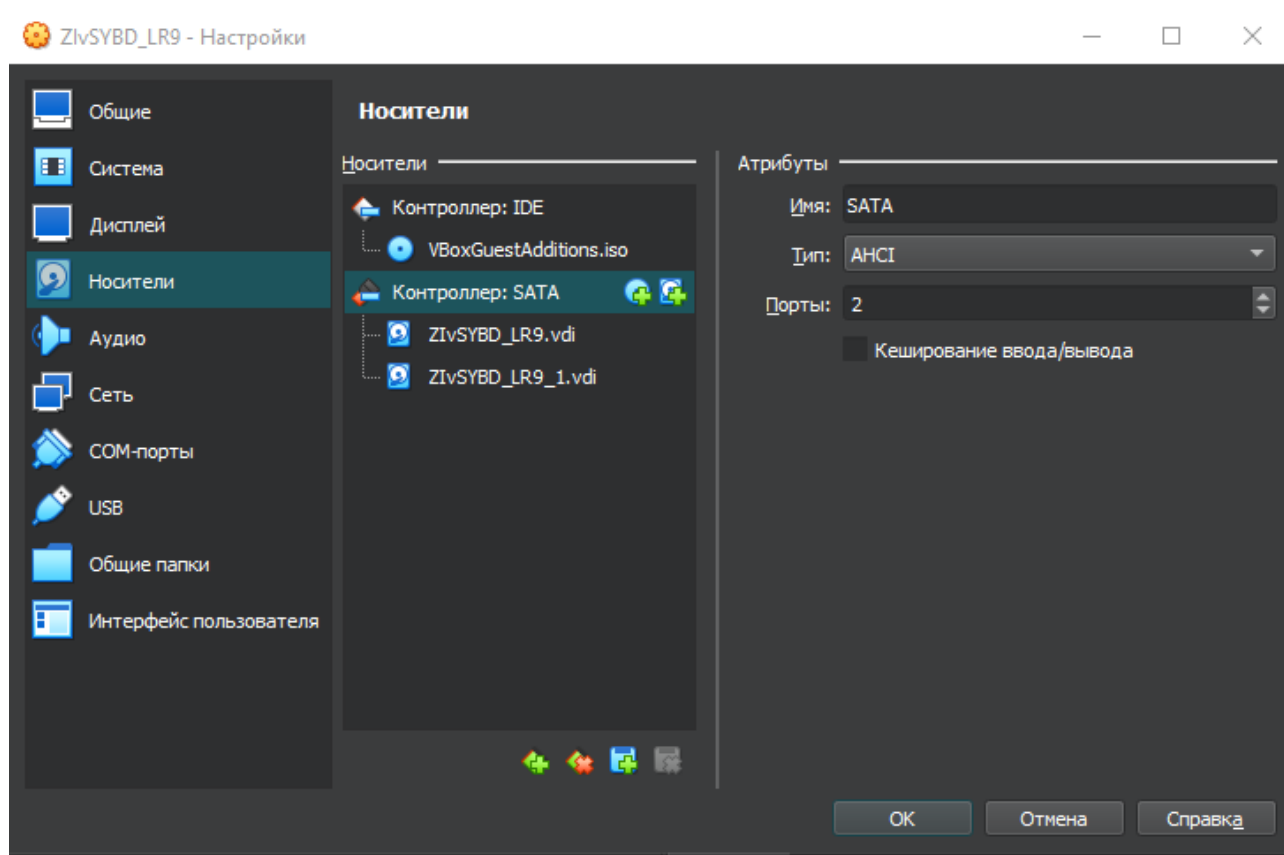 ZIvSYBD_LR9 - Настройки
Общие
Система
Дисплей
Носители
Аудио
Сеть
COM-порты
USB
Общие папки
Интерфейс пользователя
Носители
Носители
Контроллер: IDE
VBoxGuestAdditions.iso
Контроллер: SATA
ZIvSYBD_LR9.vdi
ZIvSYBD_LR9_1.vdi
Атрибуты
Имя: SATA
Тип: AHCI
Порты: 2
Кеширование ввода/вывода
OK Отмена Справка